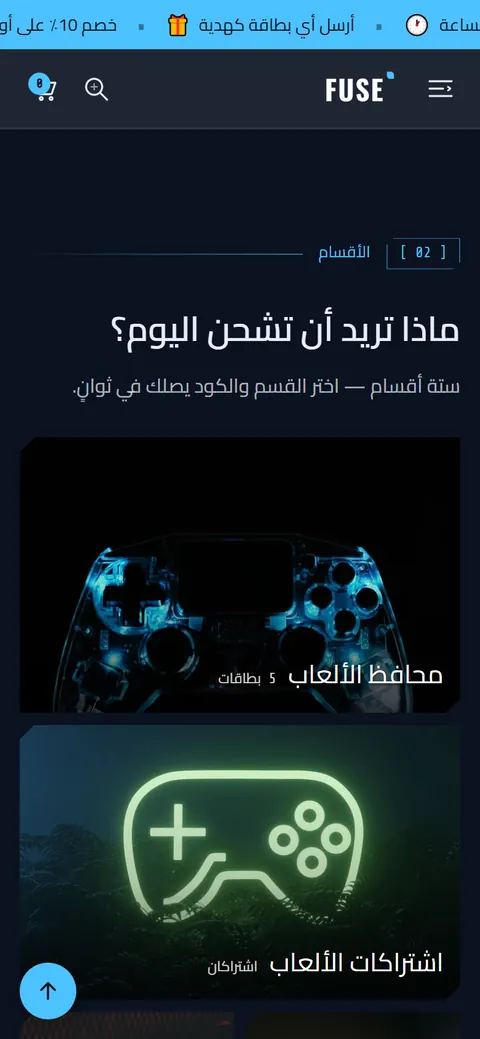 ساعة 🕐 ▪ أرسل أي بطاقة كهدية 🎁 ▪ خصم 10٪ على أو
FUSE
0
[ 02 ] الأقسام
ماذا تريد أن تشحن اليوم؟
ستة أقسام — اختر القسم والكود يصلك في ثوانٍ.
محافظ الألعاب 5 بطاقات
اشتراكات الألعاب اشتراكان